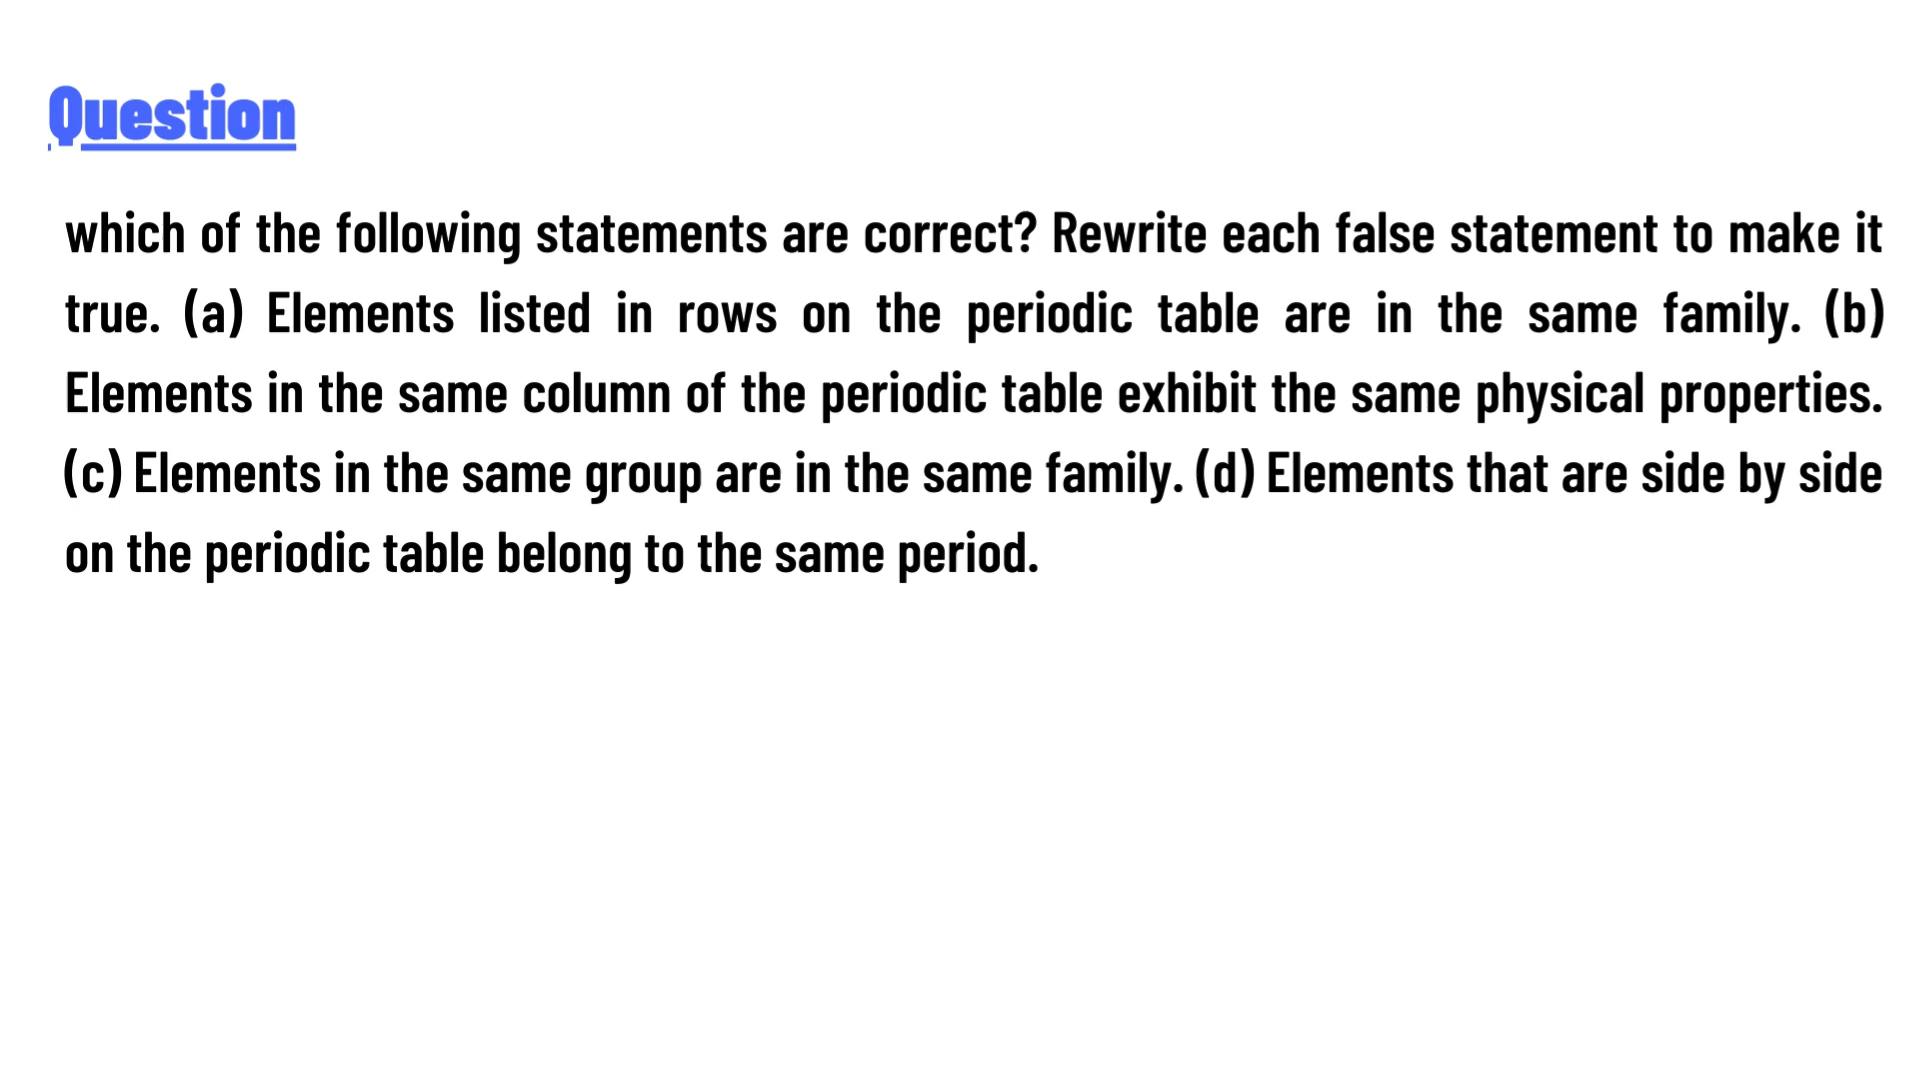 Question
which of the following statements are correct? Rewrite each false statement to make it
true. (a) Elements listed in rows on the periodic table are in the same family. (b)
Elements in the same column of the periodic table exhibit the same physical properties.
(c) Elements in the same group are in the same family. (d) Elements that are side by side
on the periodic table belong to the same period.